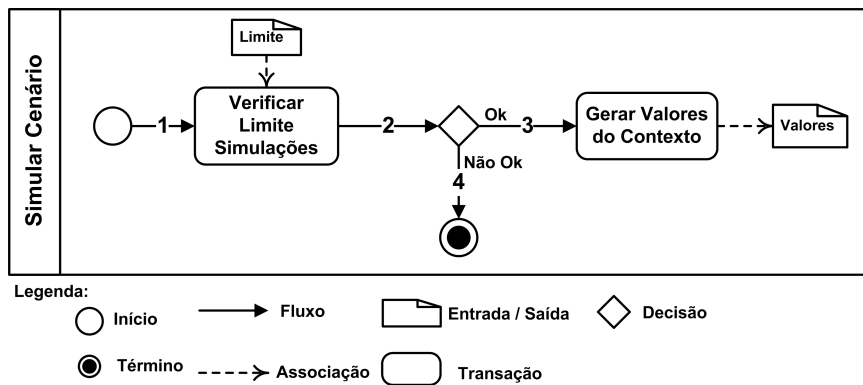 Simular Cenário
Limite
1
Verificar
Limite
Simulações
2
Ok
3
Gerar Valores
do Contexto
Valores
Não Ok
4
Legenda:
Início
Fluxo
Entrada / Saída
Decisão
Término
Associação
Transação